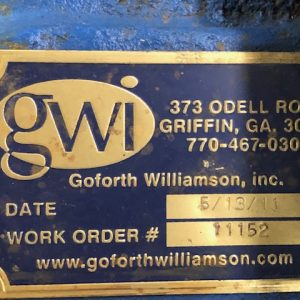 gwi
373 ODELL RO
GRIFFIN, GA. 30
770-467-030
Goforth Williamson, inc.
DATE 5/13/11
WORK ORDER # 11152
www.goforthwilliamson.com